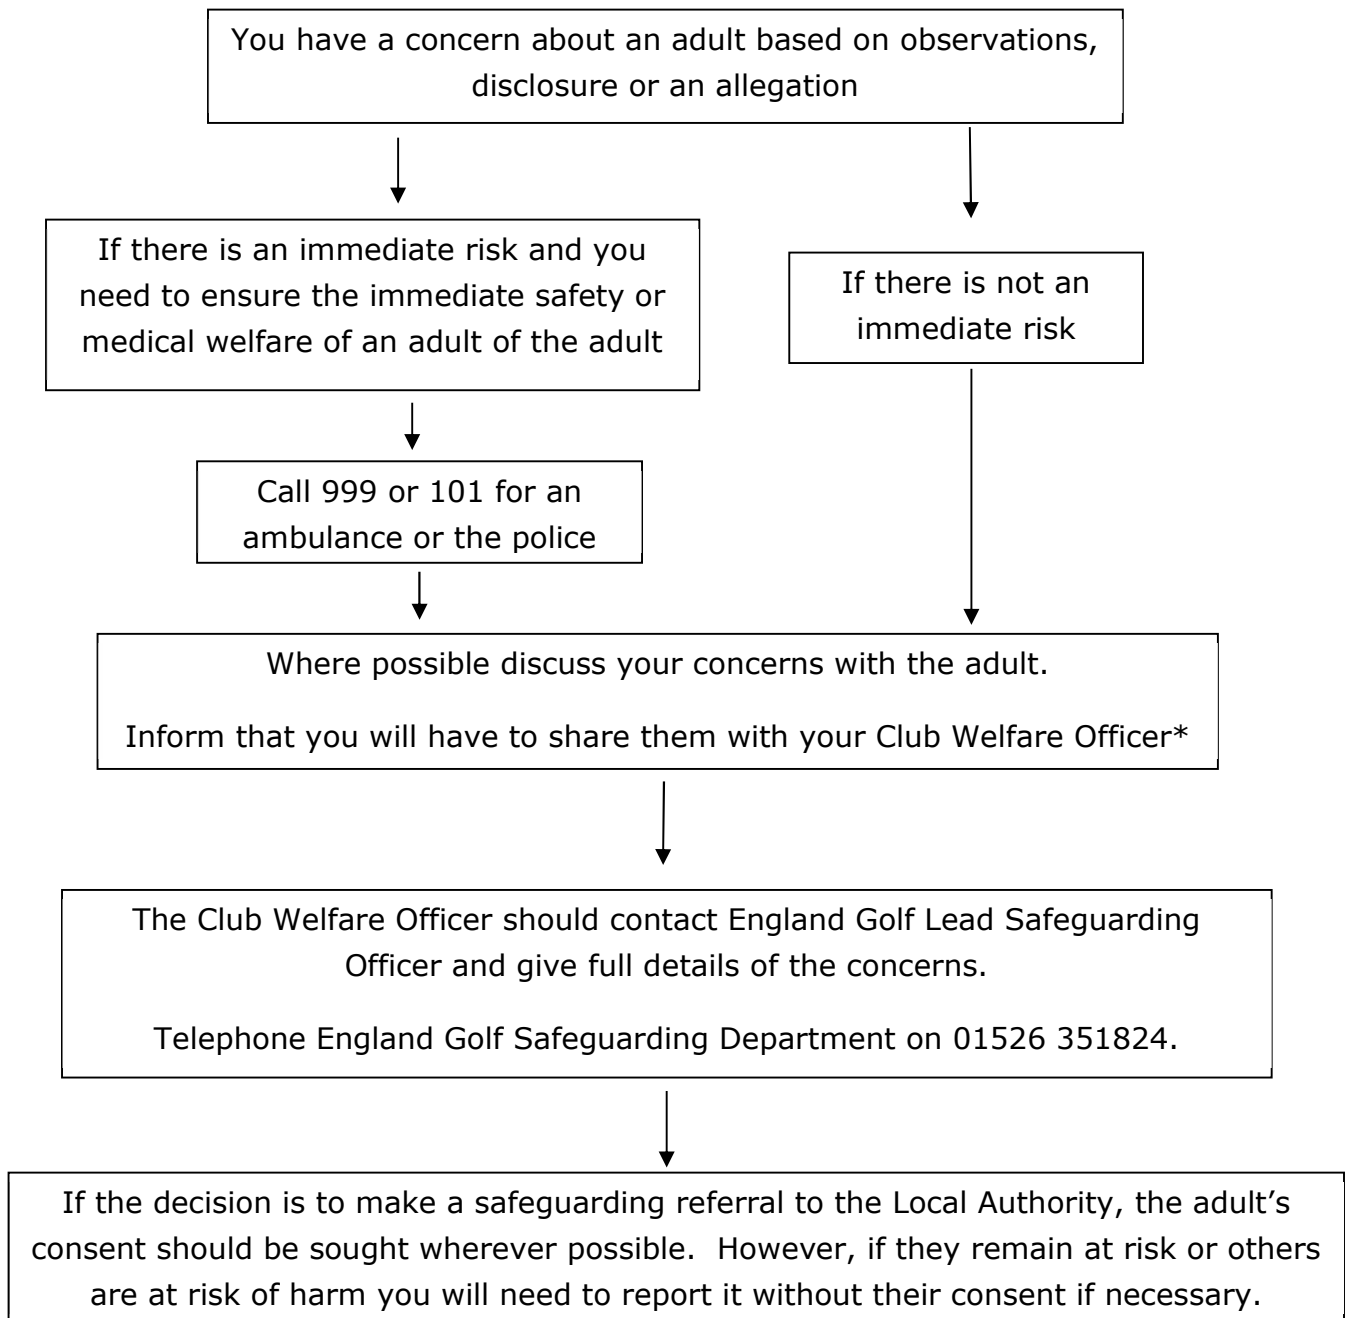 You have a concern about an adult based on observations,
disclosure or an allegation
If there is an immediate risk and you
need to ensure the immediate safety or
medical welfare of an adult of the adult
If there is not an
immediate risk
Call 999 or 101 for an
ambulance or the police
Where possible discuss your concerns with the adult.
Inform that you will have to share them with your Club Welfare Officer*
The Club Welfare Officer should contact England Golf Lead Safeguarding
Officer and give full details of the concerns.
Telephone England Golf Safeguarding Department on 01526 351824.
If the decision is to make a safeguarding referral to the Local Authority, the adult’s
consent should be sought wherever possible.  However, if they remain at risk or others
are at risk of harm you will need to report it without their consent if necessary.